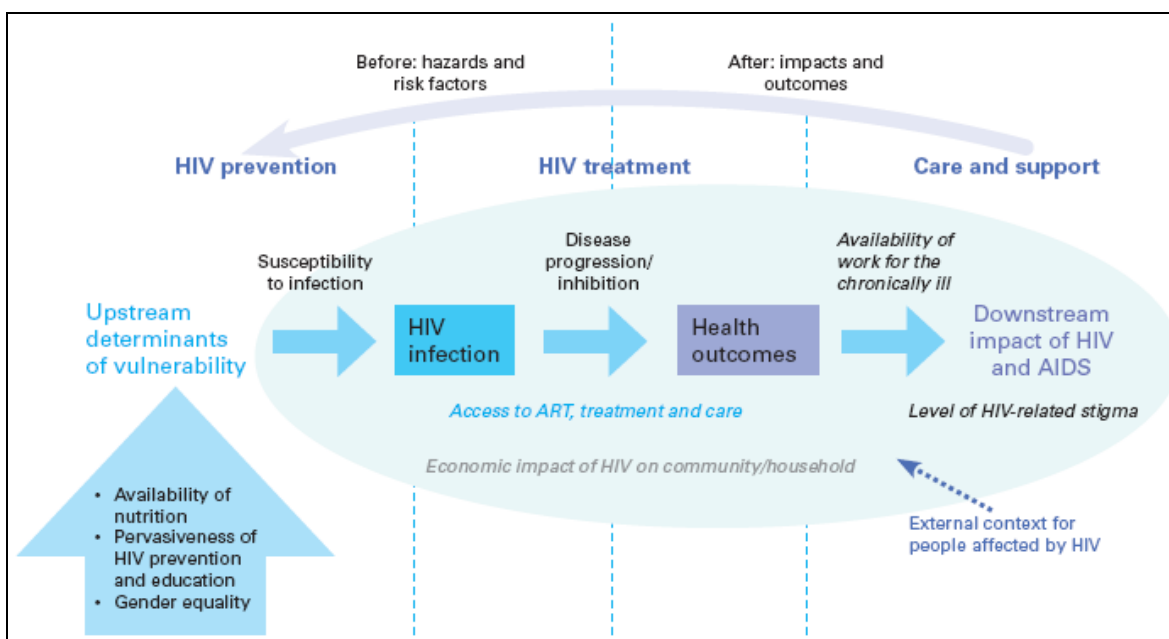 Before: hazards and
risk factors
After: impacts and
outcomes
HIV prevention
HIV treatment
Care and support
Susceptibility
to infection
Disease
progression/
inhibition
Availability of
work for the
chronically ill
Upstream
determinants
of vulnerability
HIV
infection
Health
outcomes
Downstream
impact of HIV
and AIDS
Access to ART, treatment and care
Level of HIV-related stigma
Economic impact of HIV on community/household
• Availability of
nutrition
• Pervasiveness of
HIV prevention
and education
• Gender equality
External context for
people affected by HIV